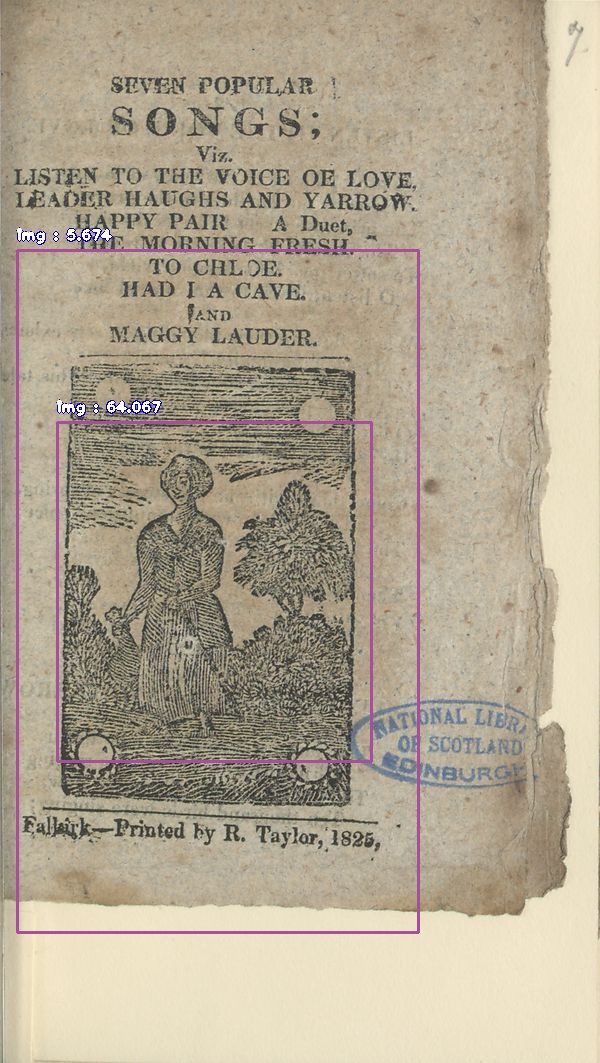 7.
SEVEN POPULAR
SONGS;
Viz.
LISTEN TO THE VOICE OE LOVE,
LEADER HAUGHS AND YARROW.
HAPPY PAIR A Duet,
THE MORNING FRESH.
img : 5.674
TO CHLOE.
HAD I A CAVE.
AND
MAGGY LAUDER.
img : 64.067
NATIONAL LIBRA
OF SCOTLAND
EDINBURGH
Falkirk—Printed by R. Taylor, 1825,